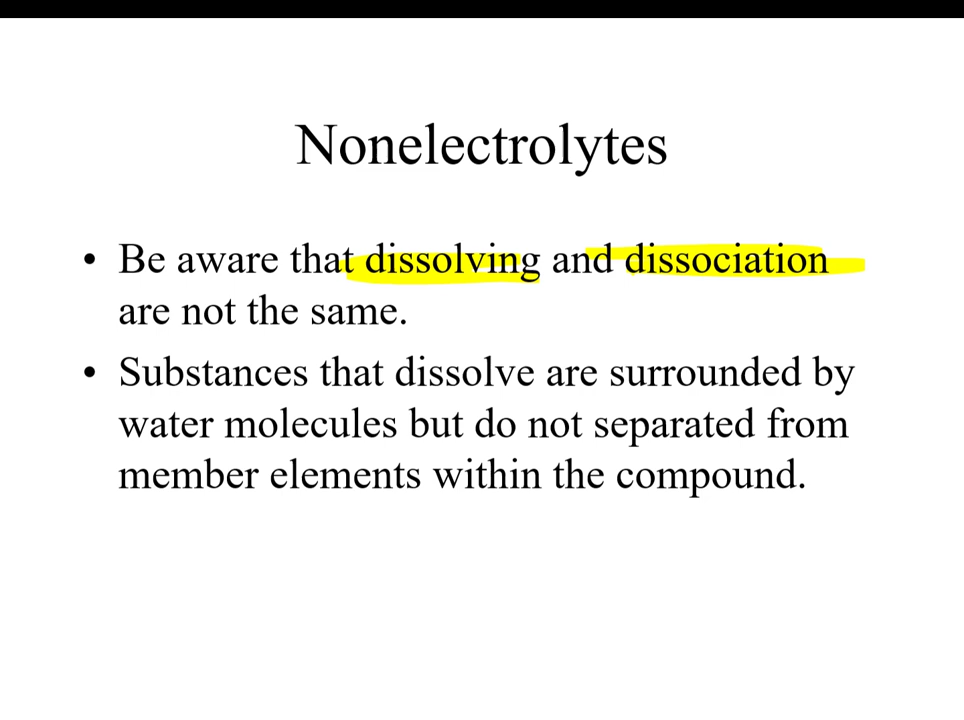 Nonelectrolytes
• Be aware that dissolving and dissociation
are not the same.
• Substances that dissolve are surrounded by
water molecules but do not separated from
member elements within the compound.